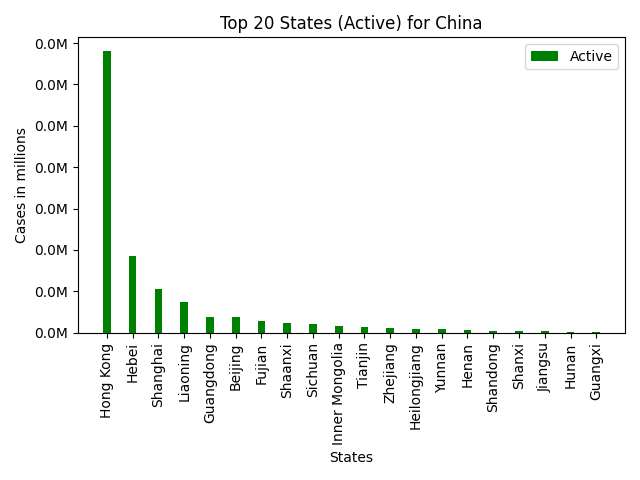 Top 20 States (Active) for China
Active
Cases in millions
0.0M
0.0M
0.0M
0.0M
0.0M
0.0M
0.0M
0.0M
Hong Kong
Hebei
Shanghai
Liaoning
Guangdong
Beijing
Fujian
Shaanxi
Sichuan
Inner Mongolia
Tianjin
Zhejiang
Heilongjiang
Yunnan
Henan
Shandong
Shanxi
Jiangsu
Hunan
Guangxi
States